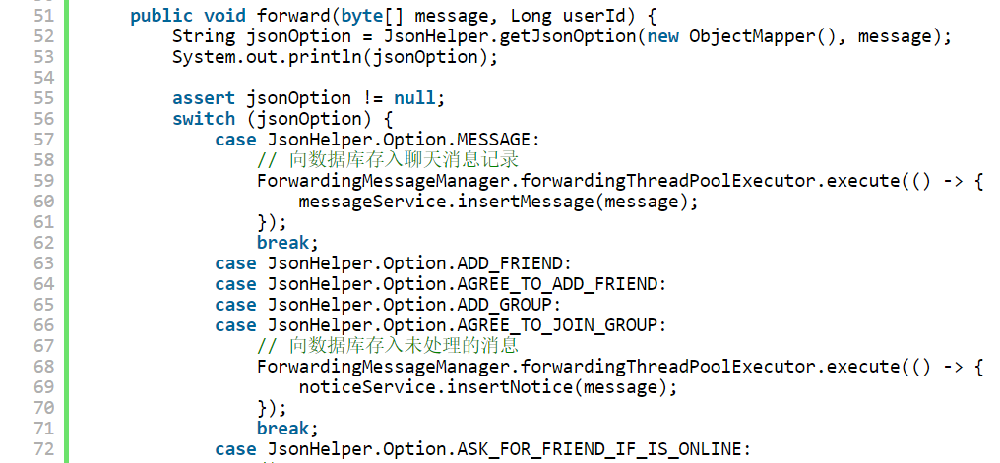 51 public void forward(byte[] message, Long userId) {
52 String jsonOption = JsonHelper.getJsonOption(new ObjectMapper(), message);
53 System.out.println(jsonOption);
54
55 assert jsonOption != null;
56 switch (jsonOption) {
57 case JsonHelper.Option.MESSAGE:
58 // 向数据库存入聊天消息记录
59 ForwardingMessageManager.forwardingThreadPoolExecutor.execute(() -> {
60 messageService.insertMessage(message);
61 });
62 break;
63 case JsonHelper.Option.ADD_FRIEND:
64 case JsonHelper.Option.AGREE_TO_ADD_FRIEND:
65 case JsonHelper.Option.ADD_GROUP:
66 case JsonHelper.Option.AGREE_TO_JOIN_GROUP:
67 // 向数据库存入未处理的消息
68 ForwardingMessageManager.forwardingThreadPoolExecutor.execute(() -> {
69 noticeService.insertNotice(message);
70 });
71 break;
72 case JsonHelper.Option.ASK_FOR_FRIEND_IF_IS_ONLINE: